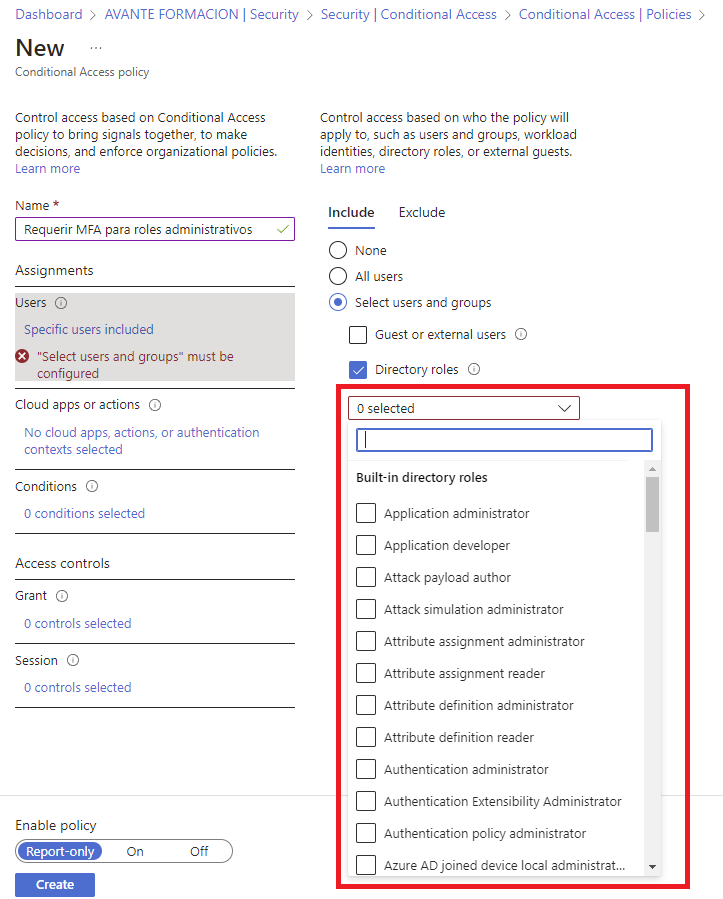 Dashboard > AVANTE FORMACION | Security > Security | Conditional Access > Conditional Access | Policies >
New ...
Conditional Access policy
Control access based on Conditional Access
policy to bring signals together, to make
decisions, and enforce organizational policies.
Learn more
Name *
Requerir MFA para roles administrativos
Assignments
Users
Specific users included
"Select users and groups" must be
configured
Cloud apps or actions
No cloud apps, actions, or authentication
contexts selected
Conditions
0 conditions selected
Access controls
Grant
0 controls selected
Session
0 controls selected
Control access based on who the policy will
apply to, such as users and groups, workload
identities, directory roles, or external guests.
Learn more
Include Exclude
None
All users
Select users and groups
Guest or external users
Directory roles
0 selected
Built-in directory roles
Application administrator
Application developer
Attack payload author
Attack simulation administrator
Attribute assignment administrator
Attribute assignment reader
Attribute definition administrator
Attribute definition reader
Authentication administrator
Authentication Extensibility Administrator
Authentication policy administrator
Azure AD joined device local administrat...
Enable policy
Report-only On Off
Create